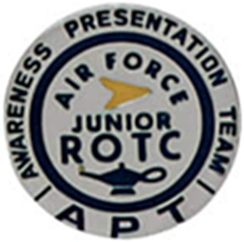 AWARENESS PRESENTATION TEAM
APT
AIR FORCE
JUNIOR
ROTC